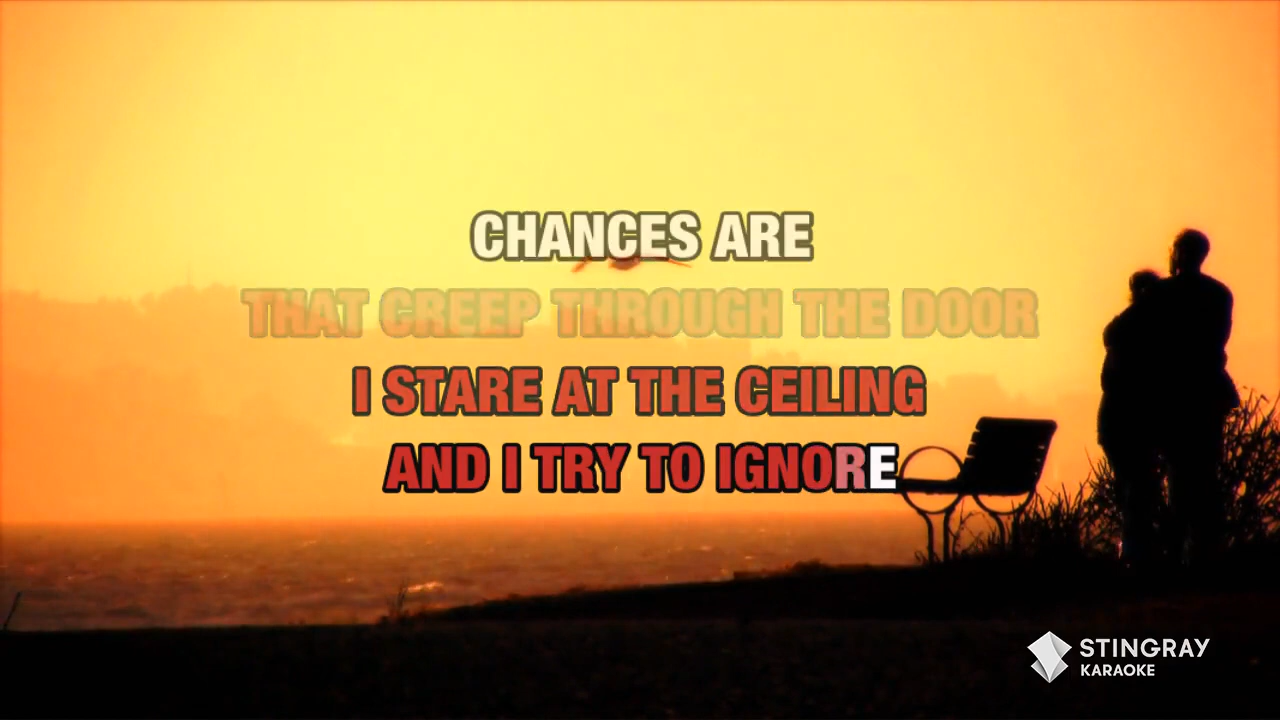 CHANCES ARE
THAT CREEP THROUGH THE DOOR
I STARE AT THE CEILING
AND I TRY TO IGNORE
STINGRAY
KARAOKE